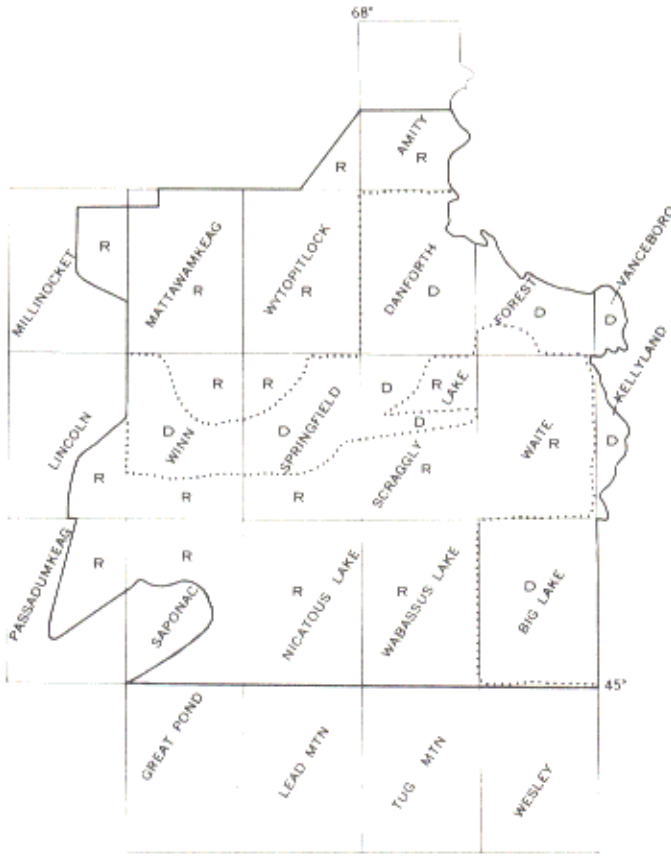 68°
AMITY
R
R
MILLINOCKET
R
MATTAWAMKEAG
R
WYTOPITLOCK
R
DANFORTH
D
FOREST
D
VANCEBORO
D
KELLYLAND
D
LINCOLN
R
R
R
D
WINN
D
SPRINGFIELD
D
R
D
SCRAGGLY LAKE
R
WAITE
R
R
R
PASSADUMKEAG
R
R
SAPONAC
R
NICATOUS LAKE
R
WABASSUS LAKE
D
BIG LAKE
45°
GREAT POND
LEAD MTN
TUG MTN
WESLEY